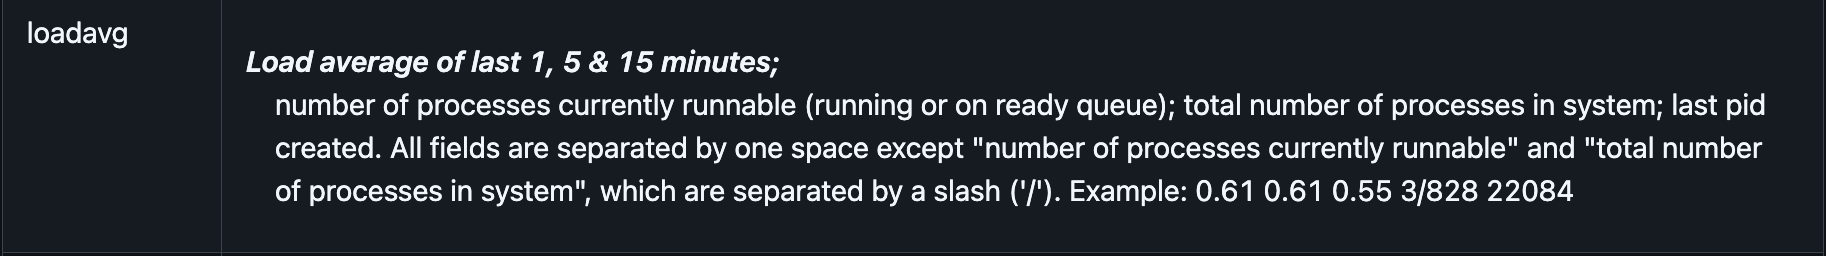 loadavg
Load average of last 1, 5 & 15 minutes;
number of processes currently runnable (running or on ready queue); total number of processes in system; last pid
created. All fields are separated by one space except "number of processes currently runnable" and "total number
of processes in system", which are separated by a slash ('/'). Example: 0.61 0.61 0.55 3/828 22084